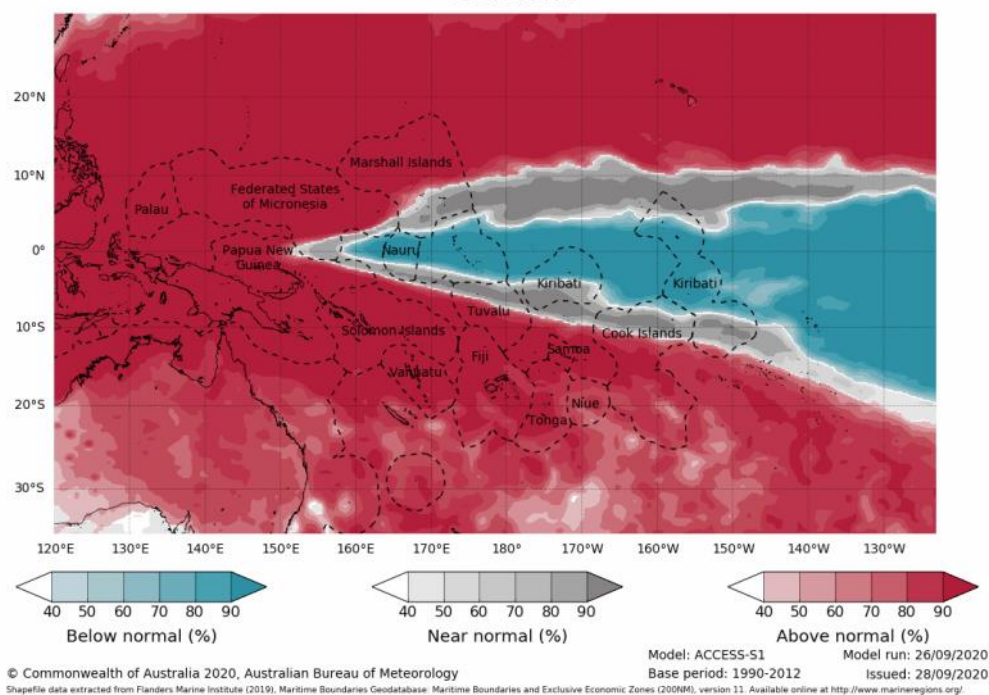 20°N
Marshall Islands
10°N
Federated States
of Micronesia
Palau
0°
Papua New
Guinea
Nauru
Kiribati
Kiribati
Tuvalu
10°S
Solomon Islands
Cook Islands
Fiji
Samoa
Vanuatu
20°S
Niue
Tonga
30°S
120°E 130°E 140°E 150°E 160°E 170°E 180° 170°W 160°W 150°W 140°W 130°W
40 50 60 70 80 90
Below normal (%)
40 50 60 70 80 90
Near normal (%)
40 50 60 70 80 90
Above normal (%)
Model: ACCESS-S1 Model run: 26/09/2020
© Commonwealth of Australia 2020, Australian Bureau of Meteorology Base period: 1990-2012 Issued: 28/09/2020
Shapefile data extracted from Flanders Marine Institute (2019), Maritime Boundaries Geodatabase: Maritime Boundaries and Exclusive Economic Zones (200NM), version 11. Available online at http://www.marineregions.org/.